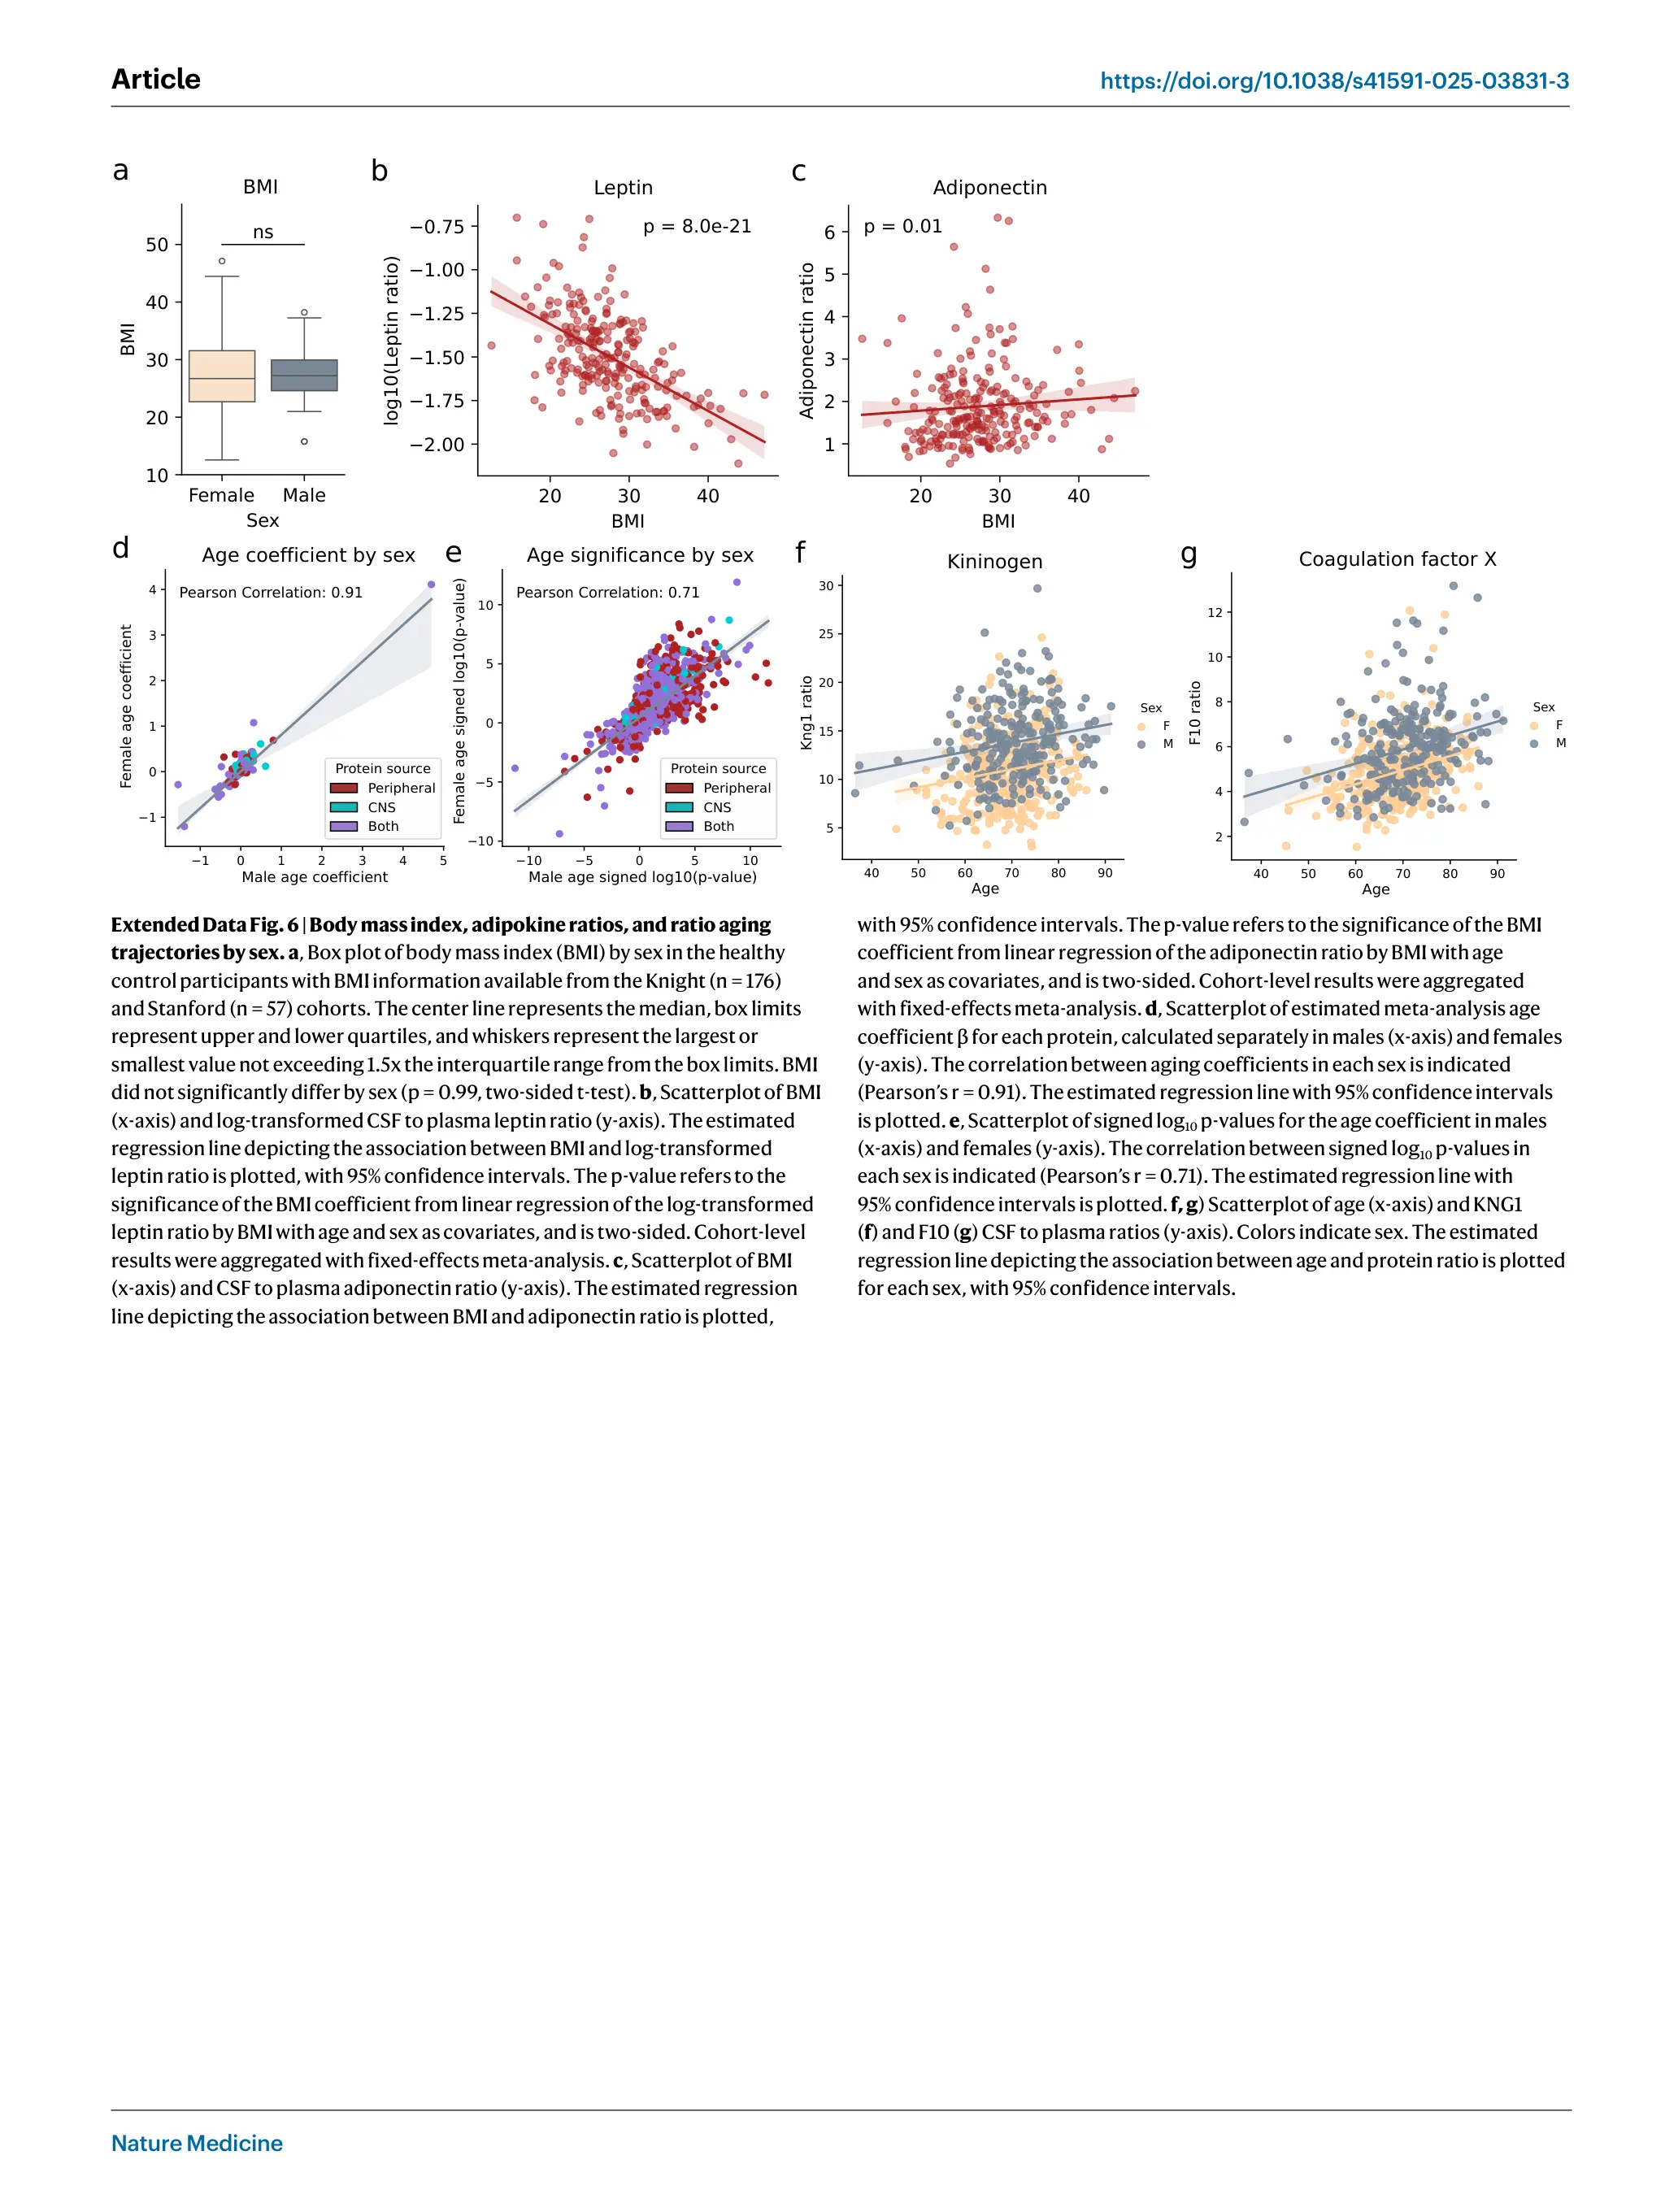 Article
https://doi.org/10.1038/s41591-025-03831-3
a
BMI
ns
50
40
30
20
10
BMI
Female Male
Sex
b
Leptin
p = 8.0e-21
−0.75
−1.00
−1.25
−1.50
−1.75
−2.00
log10(Leptin ratio)
20 30 40
BMI
c
Adiponectin
p = 0.01
6
5
4
3
2
1
Adiponectin ratio
20 30 40
BMI
d
Age coefficient by sex
Pearson Correlation: 0.91
4
3
2
1
0
−1
Female age coefficient
Protein source
Peripheral
CNS
Both
−1 0 1 2 3 4 5
Male age coefficient
e
Age significance by sex
Pearson Correlation: 0.71
10
5
0
−5
−10
Female age signed log10(p-value)
Protein source
Peripheral
CNS
Both
−10 −5 0 5 10
Male age signed log10(p-value)
f
Kininogen
30
25
20
15
10
5
Kng1 ratio
Sex
F
M
40 50 60 70 80 90
Age
g
Coagulation factor X
12
10
8
6
4
2
F10 ratio
Sex
F
M
40 50 60 70 80 90
Age
Extended Data Fig. 6 | Body mass index, adipokine ratios, and ratio aging
trajectories by sex. a, Box plot of body mass index (BMI) by sex in the healthy
control participants with BMI information available from the Knight (n = 176)
and Stanford (n = 57) cohorts. The center line represents the median, box limits
represent upper and lower quartiles, and whiskers represent the largest or
smallest value not exceeding 1.5x the interquartile range from the box limits. BMI
did not significantly differ by sex (p = 0.99, two-sided t-test). b, Scatterplot of BMI
(x-axis) and log-transformed CSF to plasma leptin ratio (y-axis). The estimated
regression line depicting the association between BMI and log-transformed
leptin ratio is plotted, with 95% confidence intervals. The p-value refers to the
significance of the BMI coefficient from linear regression of the log-transformed
leptin ratio by BMI with age and sex as covariates, and is two-sided. Cohort-level
results were aggregated with fixed-effects meta-analysis. c, Scatterplot of BMI
(x-axis) and CSF to plasma adiponectin ratio (y-axis). The estimated regression
line depicting the association between BMI and adiponectin ratio is plotted,
with 95% confidence intervals. The p-value refers to the significance of the BMI
coefficient from linear regression of the adiponectin ratio by BMI with age
and sex as covariates, and is two-sided. Cohort-level results were aggregated
with fixed-effects meta-analysis. d, Scatterplot of estimated meta-analysis age
coefficient β for each protein, calculated separately in males (x-axis) and females
(y-axis). The correlation between aging coefficients in each sex is indicated
(Pearson's r = 0.91). The estimated regression line with 95% confidence intervals
is plotted. e, Scatterplot of signed log₁₀ p-values for the age coefficient in males
(x-axis) and females (y-axis). The correlation between signed log₁₀ p-values in
each sex is indicated (Pearson's r = 0.71). The estimated regression line with
95% confidence intervals is plotted. f, g) Scatterplot of age (x-axis) and KNG1
(f) and F10 (g) CSF to plasma ratios (y-axis). Colors indicate sex. The estimated
regression line depicting the association between age and protein ratio is plotted
for each sex, with 95% confidence intervals.
Nature Medicine